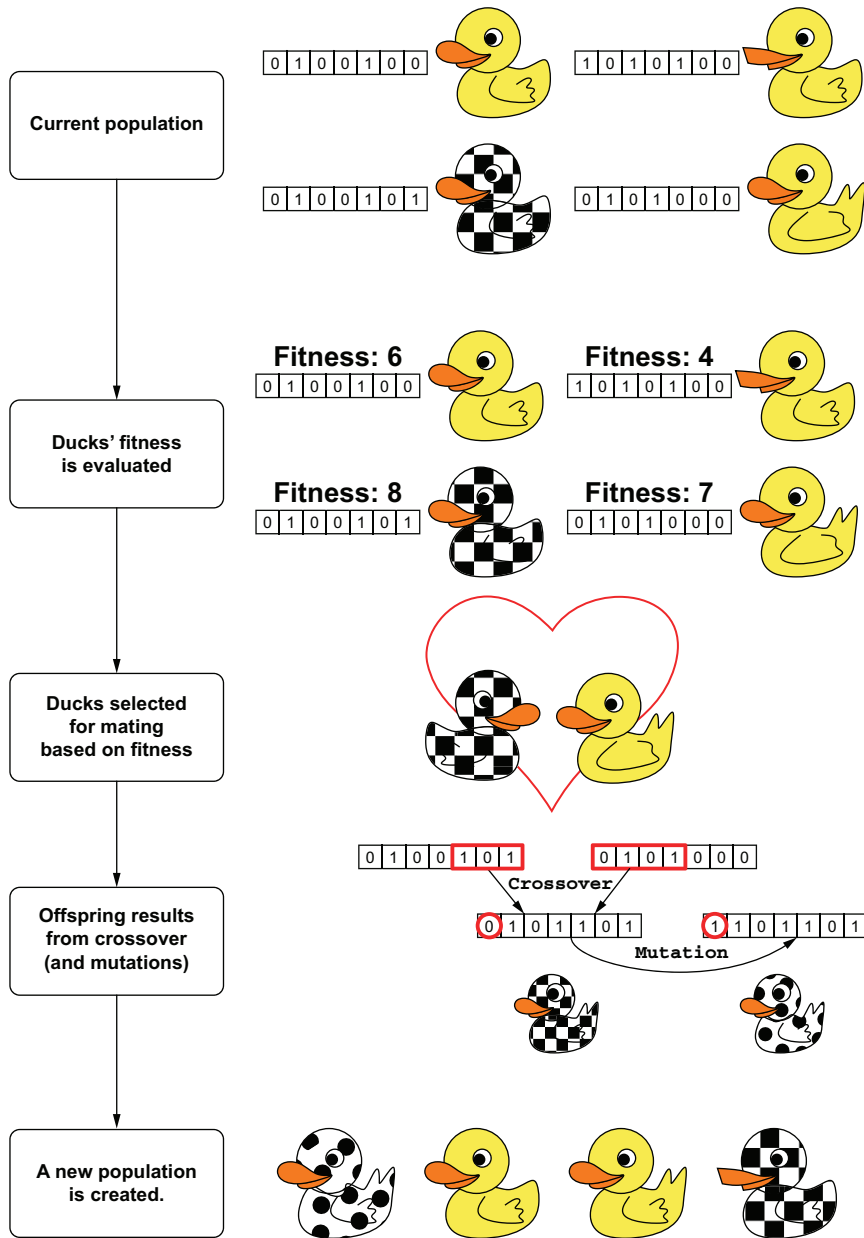 0 1 0 0 1 0 0
1 0 1 0 1 0 0
Current population
0 1 0 0 1 0 1
0 1 0 1 0 0 0
Fitness: 6
Fitness: 4
0 1 0 0 1 0 0
1 0 1 0 1 0 0
Ducks’ fitness
is evaluated
Fitness: 8
Fitness: 7
0 1 0 0 1 0 1
0 1 0 1 0 0 0
Ducks selected
for mating
based on fitness
0 1 0 0 1 0 1
0 1 0 1 0 0 0
Crossover
Offspring results
from crossover
(and mutations)
0 1 0 1 1 0 1
1 1 0 1 1 0 1
Mutation
A new population
is created.